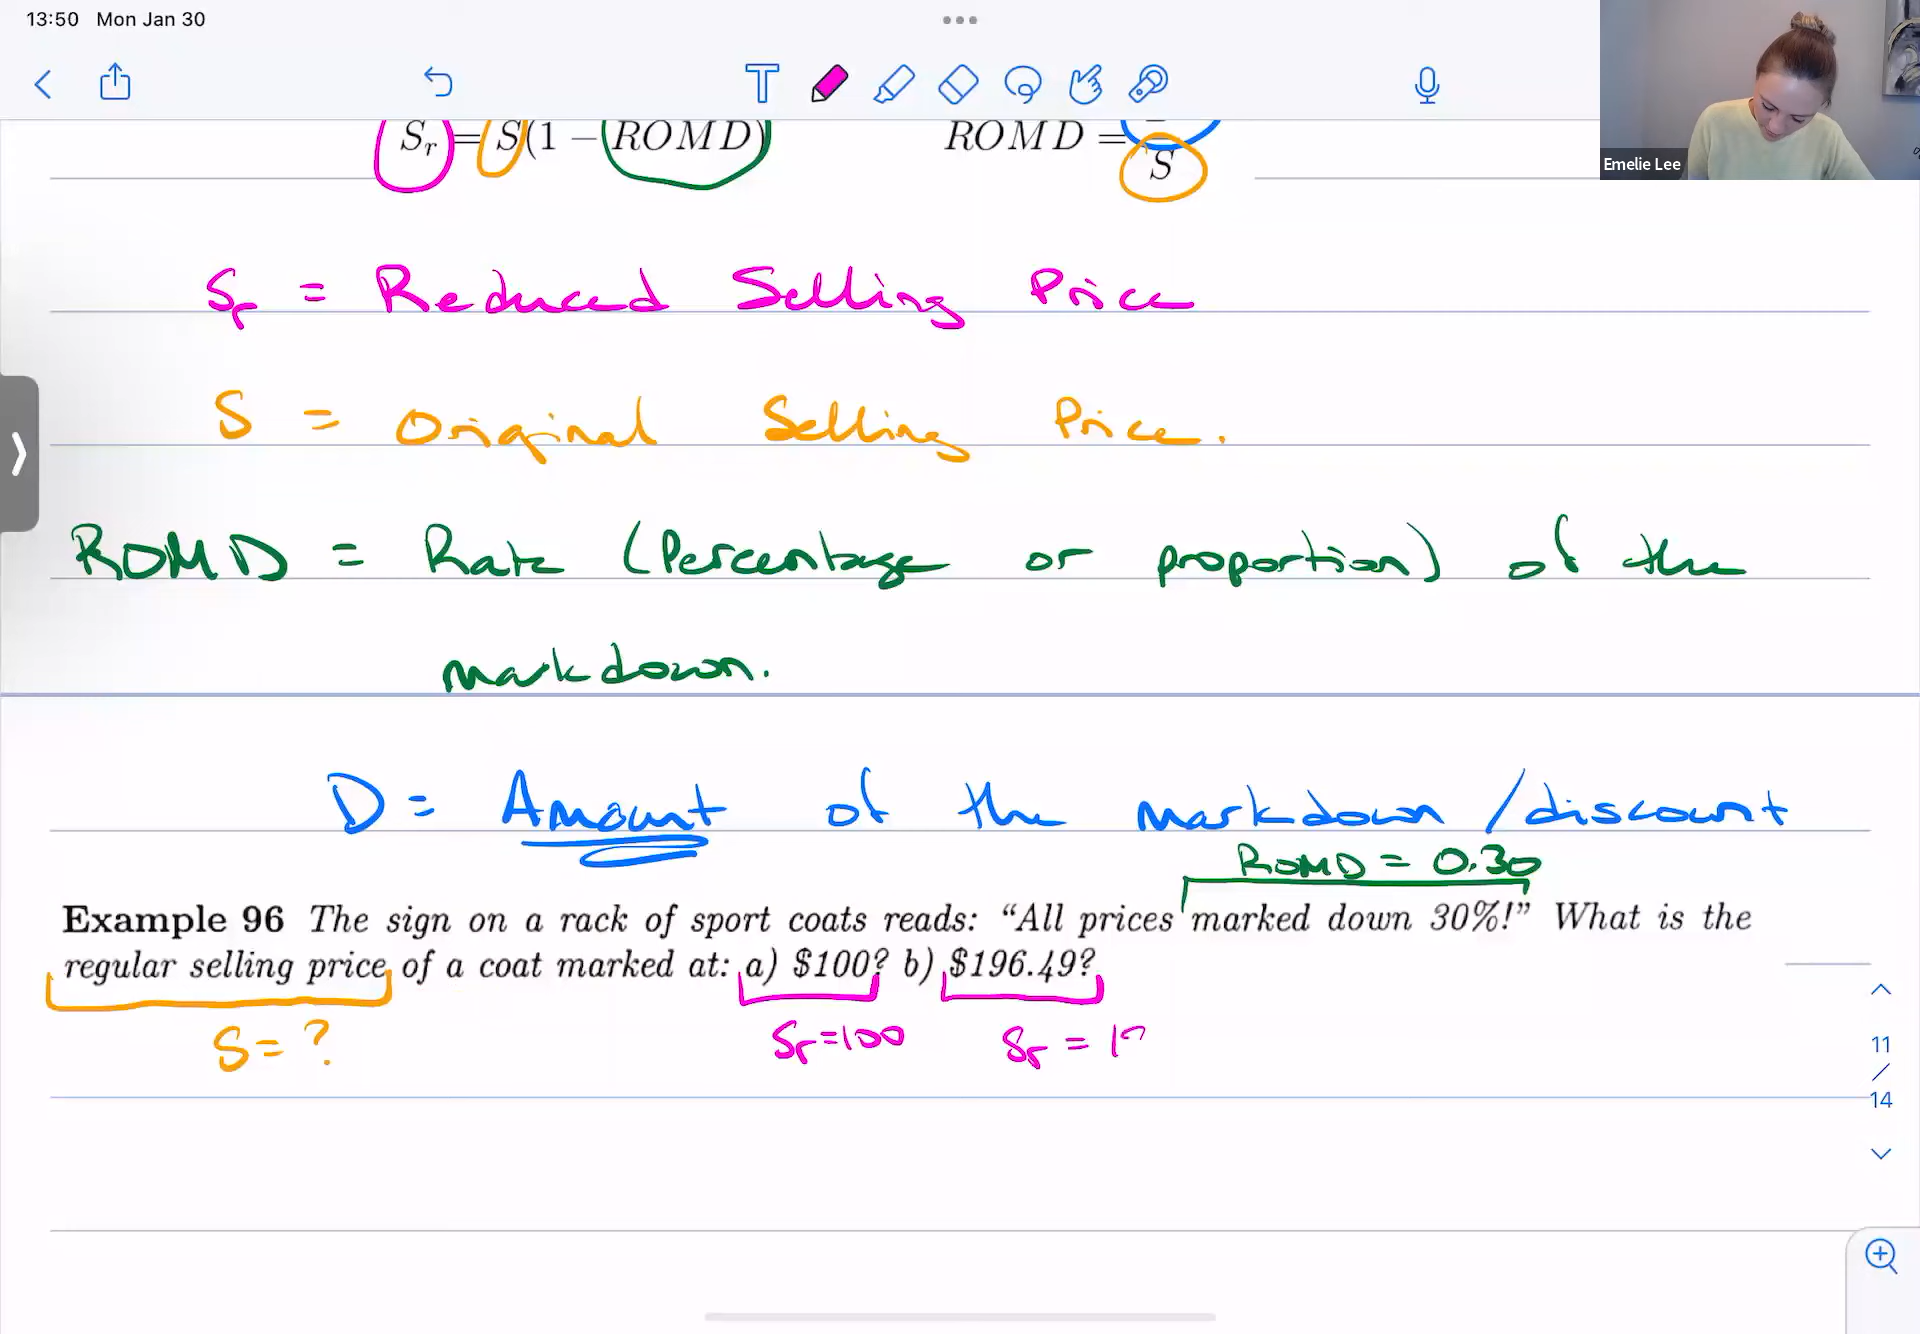 13:50 Mon Jan 30
Emelie Lee
S_r = S(1 − ROMD) ROMD = S
Sr = Reduced Selling Price
S = Original Selling Price.
ROMD = Rate (Percentage or proportion) of the
markdown.
D = Amount of the markdown / discount
ROMD = 0.30
Example 96 The sign on a rack of sport coats reads: “All prices marked down 30%!” What is the
regular selling price of a coat marked at: a) $100? b) $196.49?
S = ? Sr = 100 Sr = 1
11
/
14